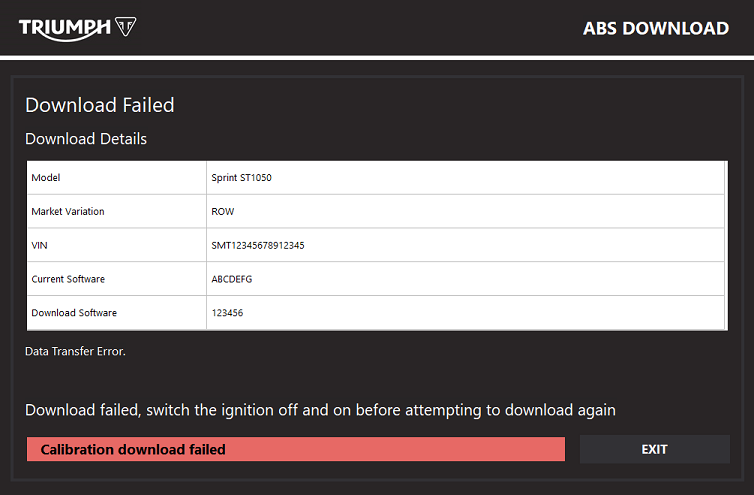 TRIUMPH
ABS DOWNLOAD
Download Failed
Download Details
Model Sprint ST1050
Market Variation ROW
VIN SMT12345678912345
Current Software ABCDEFG
Download Software 123456
Data Transfer Error.
Download failed, switch the ignition off and on before attempting to download again
Calibration download failed
EXIT